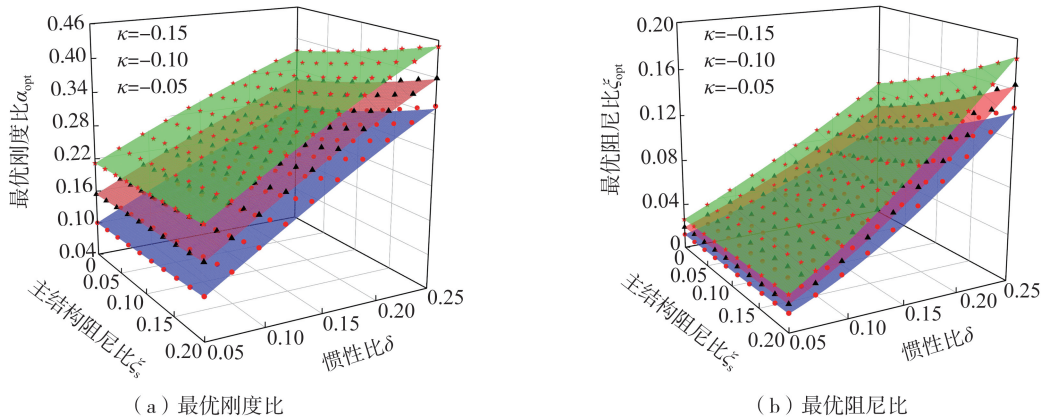 0.46
0.40
0.34
0.28
0.22
0.16
0.10
0.04
最优刚度比α_opt
κ=−0.15
κ=−0.10
κ=−0.05
0
0.05
0.10
0.15
0.20
主结构阻尼比ξ_s
0.05
0.10
0.15
0.20
0.25
惯性比δ
（a）最优刚度比
0.20
0.16
0.12
0.08
0.04
0
最优阻尼比ξ_opt
κ=−0.15
κ=−0.10
κ=−0.05
0
0.05
0.10
0.15
0.20
主结构阻尼比ξ_s
0.05
0.10
0.15
0.20
0.25
惯性比δ
（b）最优阻尼比